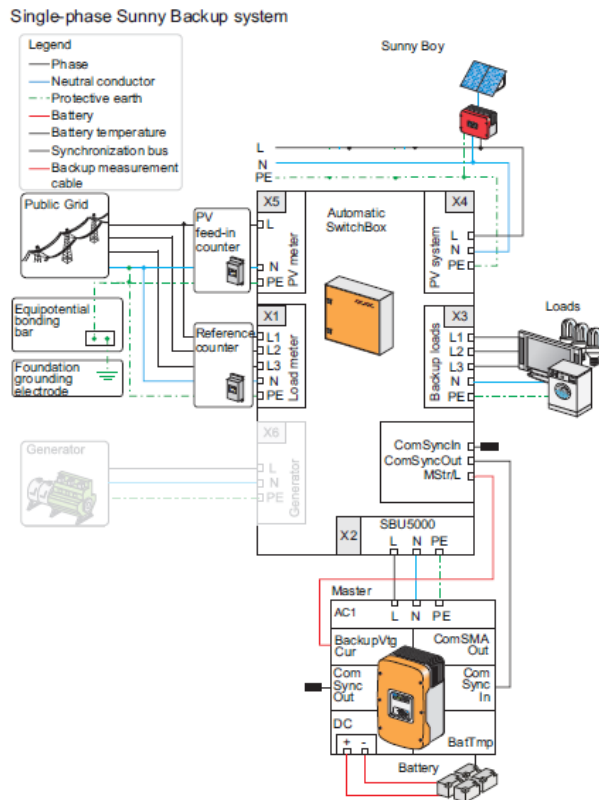 Single-phase Sunny Backup system
Legend
Phase
Neutral conductor
Protective earth
Battery
Battery temperature
Synchronization bus
Backup measurement
cable
Sunny Boy
L
N
PE
Public Grid
PV
feed-in
counter
X5
L
N
PE
PV meter
Automatic
SwitchBox
X4
L
N
PE
PV system
Equipotential
bonding
bar
Foundation
grounding
electrode
Reference
counter
X1
L1
L2
L3
N
PE
Load meter
X3
L1
L2
L3
N
PE
Backup loads
Loads
Generator
X6
L
N
PE
Generator
ComSyncIn
ComSyncOut
MStr/L
X2
SBU5000
L N PE
Master
AC1
L N PE
BackupVtg
Cur
ComSMA
Out
Com
Sync
Out
Com
Sync
In
DC
+ -
BatTmp
Battery